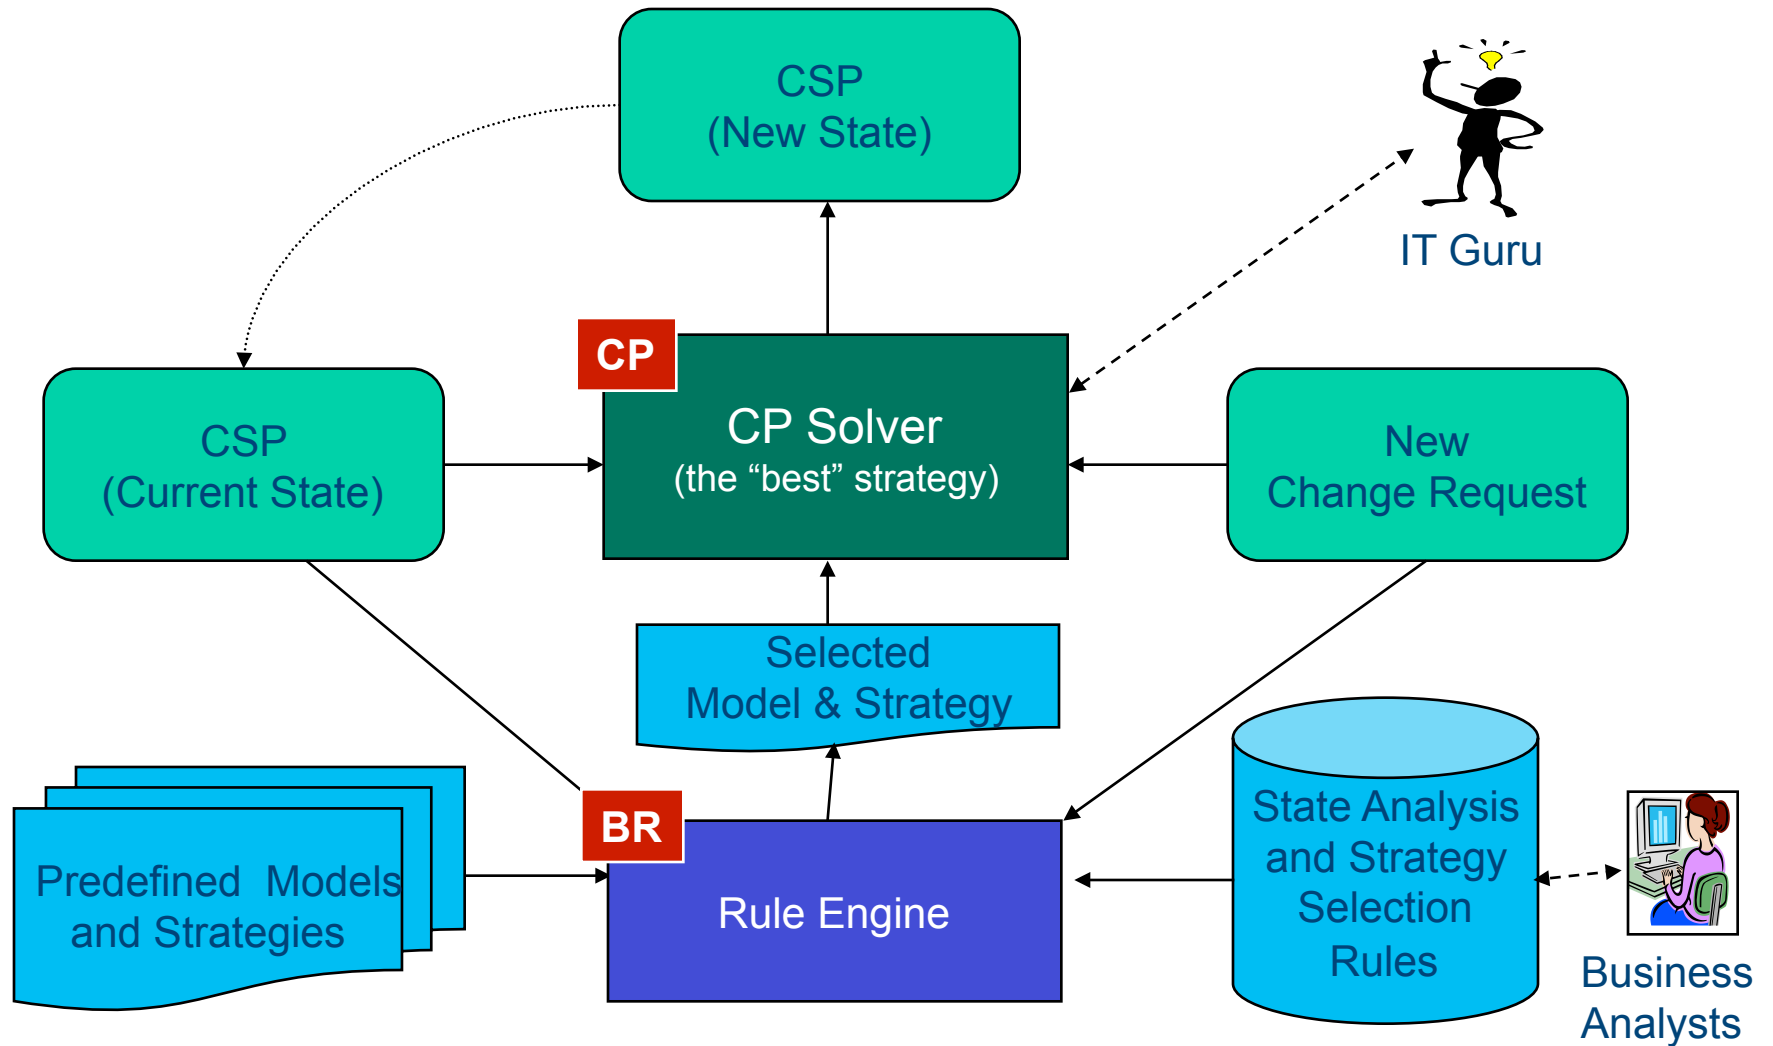 CSP
(New State)
IT Guru
CP
CSP
(Current State)
CP Solver
(the “best” strategy)
New
Change Request
Selected
Model & Strategy
BR
Predefined Models
and Strategies
Rule Engine
State Analysis
and Strategy
Selection
Rules
Business
Analysts